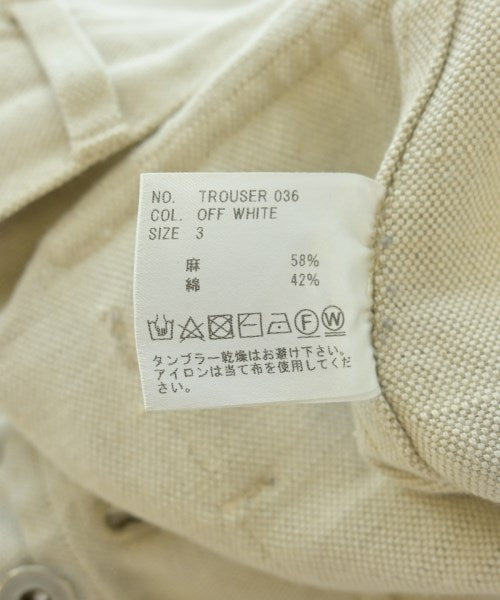 NO. TROUSER 036
COL. OFF WHITE
SIZE 3
麻 58%
綿 42%
F W
タンブラー乾燥はお避け下さい。
アイロンは当て布を使用してくだ
さい。